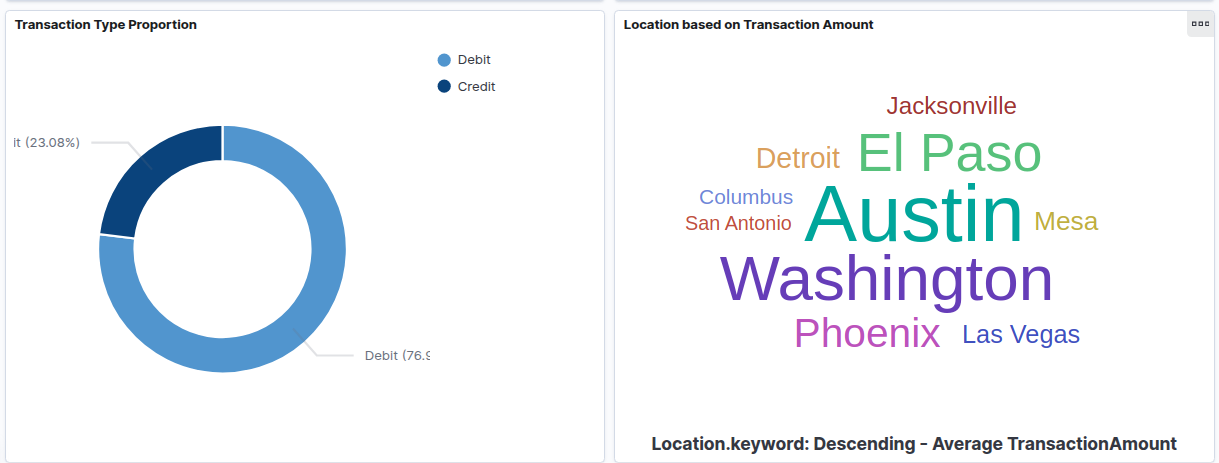 Transaction Type Proportion
Debit
Credit
it (23.08%)
Debit (76.9
Location based on Transaction Amount
Jacksonville
Detroit El Paso
Columbus
San Antonio Austin Mesa
Washington
Phoenix Las Vegas
Location.keyword: Descending - Average TransactionAmount